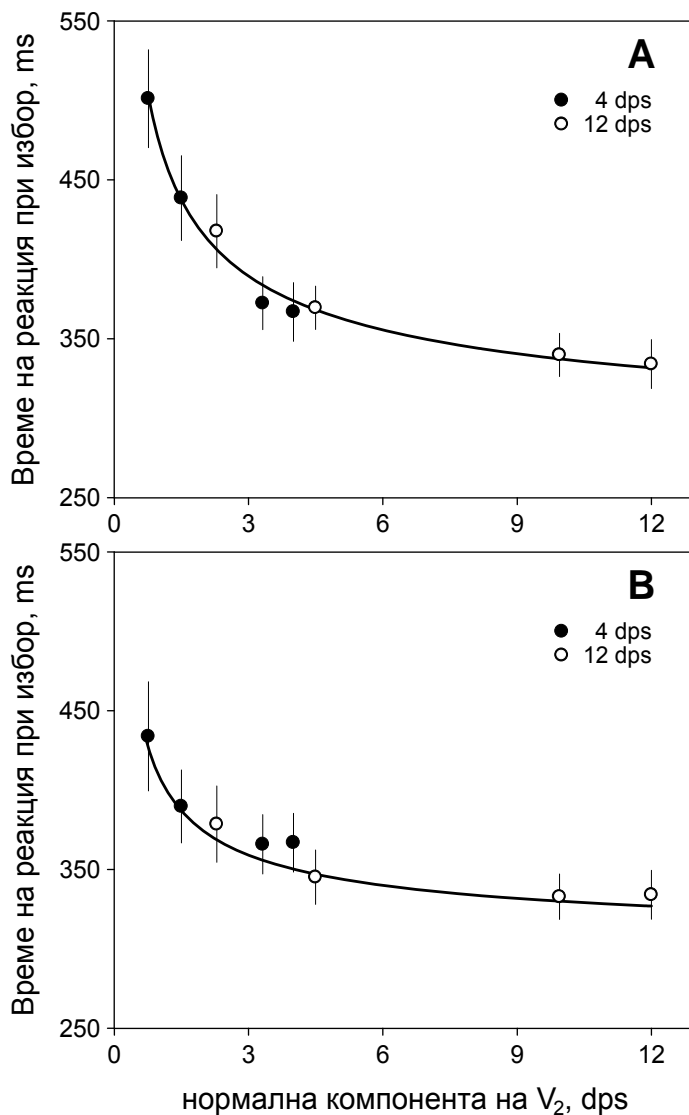 Време на реакция при избор, ms
550
450
350
250
A
4 dps
12 dps
0 3 6 9 12
Време на реакция при избор, ms
550
450
350
250
B
4 dps
12 dps
0 3 6 9 12
нормална компонента на V₂, dps